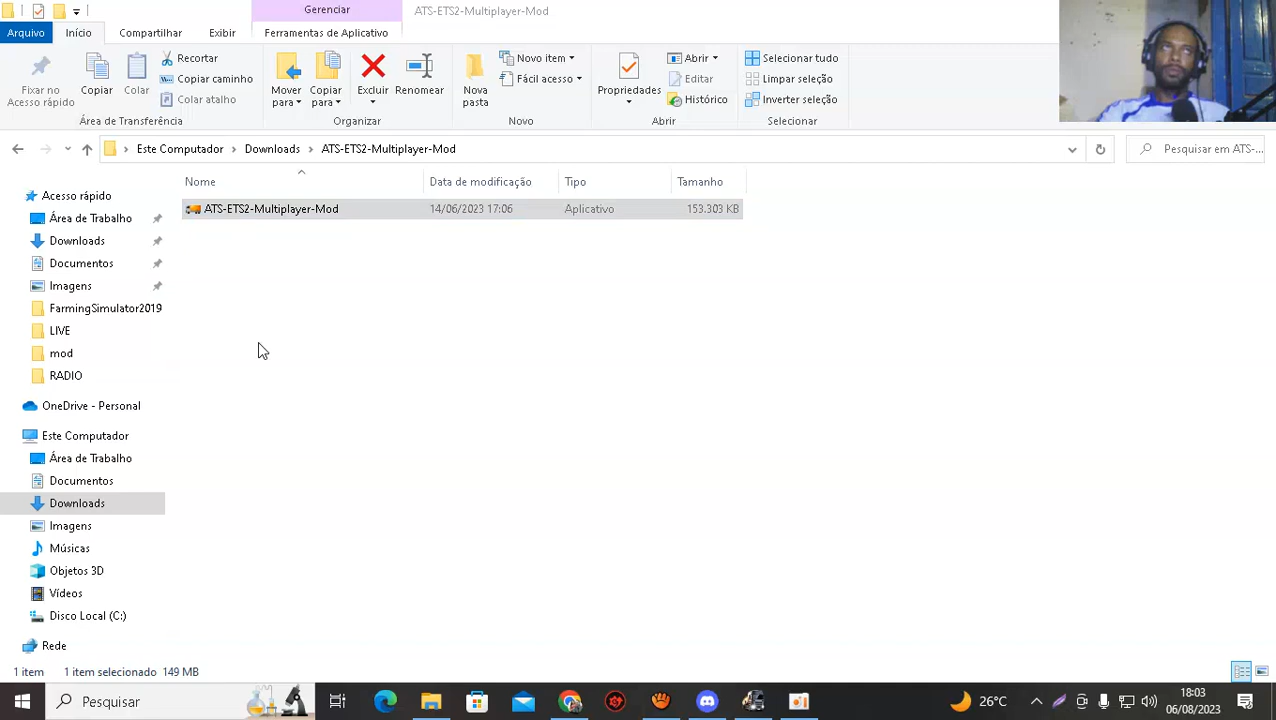 Gerenciar
ATS-ETS2-Multiplayer-Mod
Arquivo
Início
Compartilhar
Exibir
Ferramentas de Aplicativo
Fixar no
Acesso rápido
Copiar
Colar
Recortar
Copiar caminho
Colar atalho
Área de Transferência
Mover
para
Copiar
para
Excluir
Renomear
Organizar
Nova
pasta
Novo item
Fácil acesso
Novo
Propriedades
Abrir
Editar
Histórico
Abrir
Selecionar tudo
Limpar seleção
Inverter seleção
Selecionar
Este Computador
Downloads
ATS-ETS2-Multiplayer-Mod
Pesquisar em ATS-...
Nome
Data de modificação
Tipo
Tamanho
ATS-ETS2-Multiplayer-Mod
14/06/2023 17:06
Aplicativo
153.303 KB
Acesso rápido
Área de Trabalho
Downloads
Documentos
Imagens
FarmingSimulator2019
LIVE
mod
RADIO
OneDrive - Personal
Este Computador
Área de Trabalho
Documentos
Downloads
Imagens
Músicas
Objetos 3D
Vídeos
Disco Local (C:)
Rede
1 item
1 item selecionado 149 MB
Pesquisar
26°C
18:03
06/08/2023